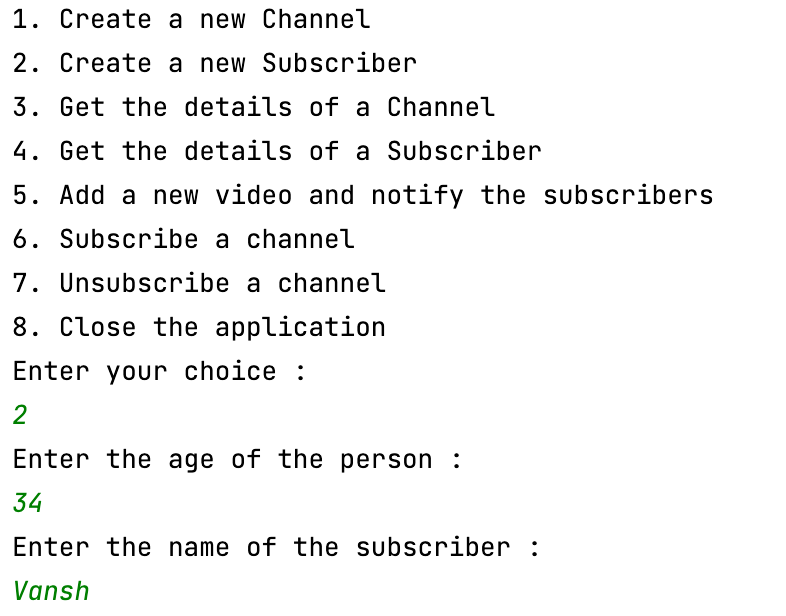 1. Create a new Channel
2. Create a new Subscriber
3. Get the details of a Channel
4. Get the details of a Subscriber
5. Add a new video and notify the subscribers
6. Subscribe a channel
7. Unsubscribe a channel
8. Close the application
Enter your choice :
2
Enter the age of the person :
34
Enter the name of the subscriber :
Vansh